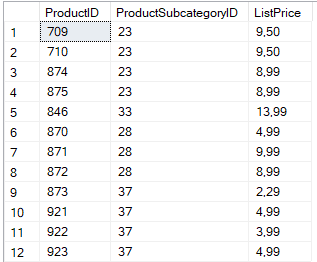 ProductID ProductSubcategoryID ListPrice
1 709 23 9,50
2 710 23 9,50
3 874 23 8,99
4 875 23 8,99
5 846 33 13,99
6 870 28 4,99
7 871 28 9,99
8 872 28 8,99
9 873 37 2,29
10 921 37 4,99
11 922 37 3,99
12 923 37 4,99